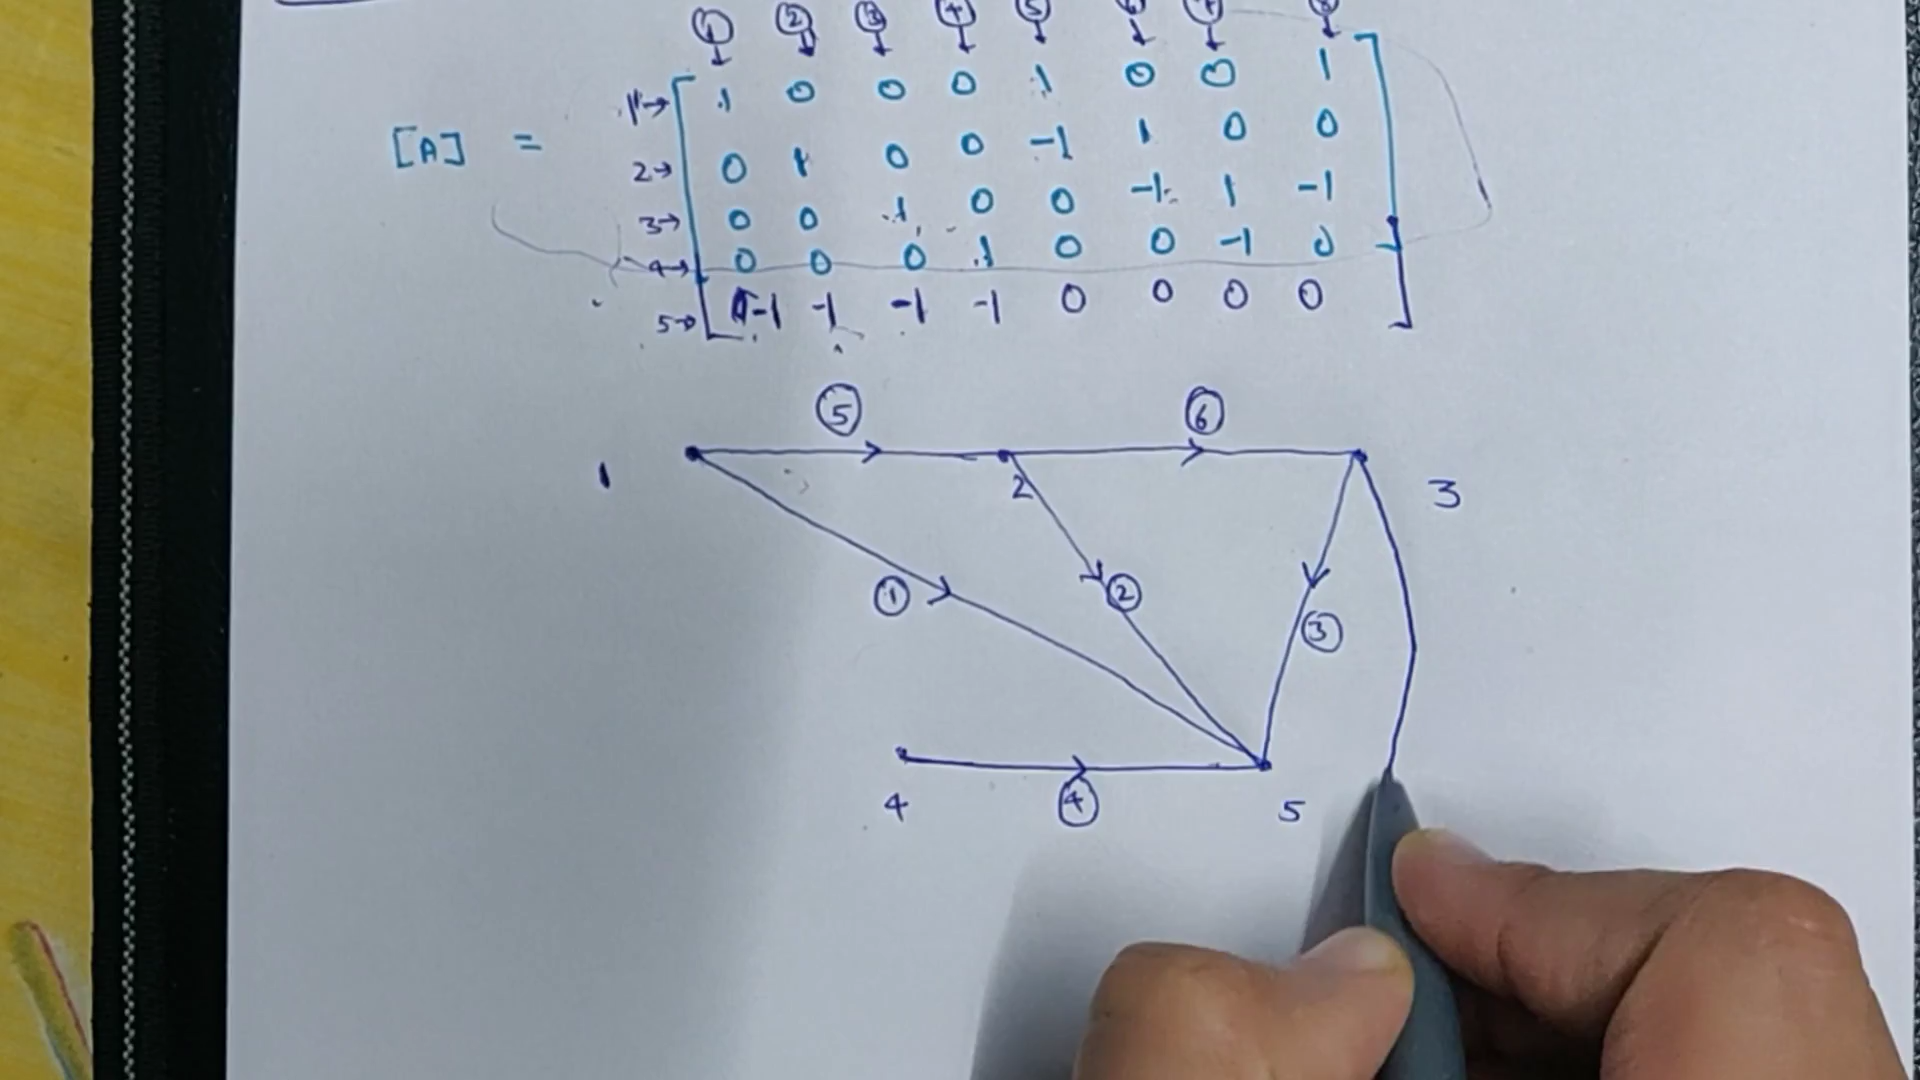 ① ② ③ ④ ⑤ ⑥ ⑦ ⑧
1→ 1 0 0 0 1 0 0 1
[A] =
2→ 0 1 0 0 -1 1 0 0
3→ 0 0 1 0 0 -1 1 -1
4→ 0 0 0 1 0 0 -1 0
5→ -1 -1 -1 -1 0 0 0 0
⑤ ⑥
1 2 3
① ② ③
4 ④ 5